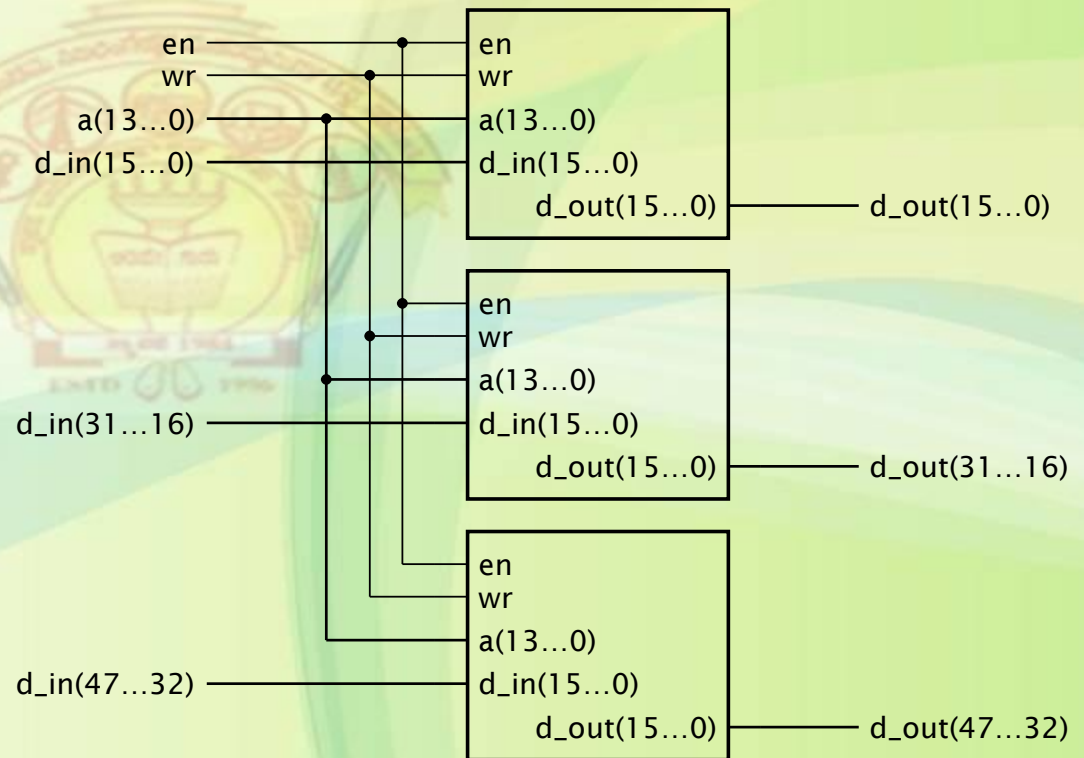 en
wr
a(13...0)
d_in(15...0)
en
wr
a(13...0)
d_in(15...0)
d_out(15...0)
d_out(15...0)
d_in(31...16)
en
wr
a(13...0)
d_in(15...0)
d_out(15...0)
d_out(31...16)
d_in(47...32)
en
wr
a(13...0)
d_in(15...0)
d_out(15...0)
d_out(47...32)